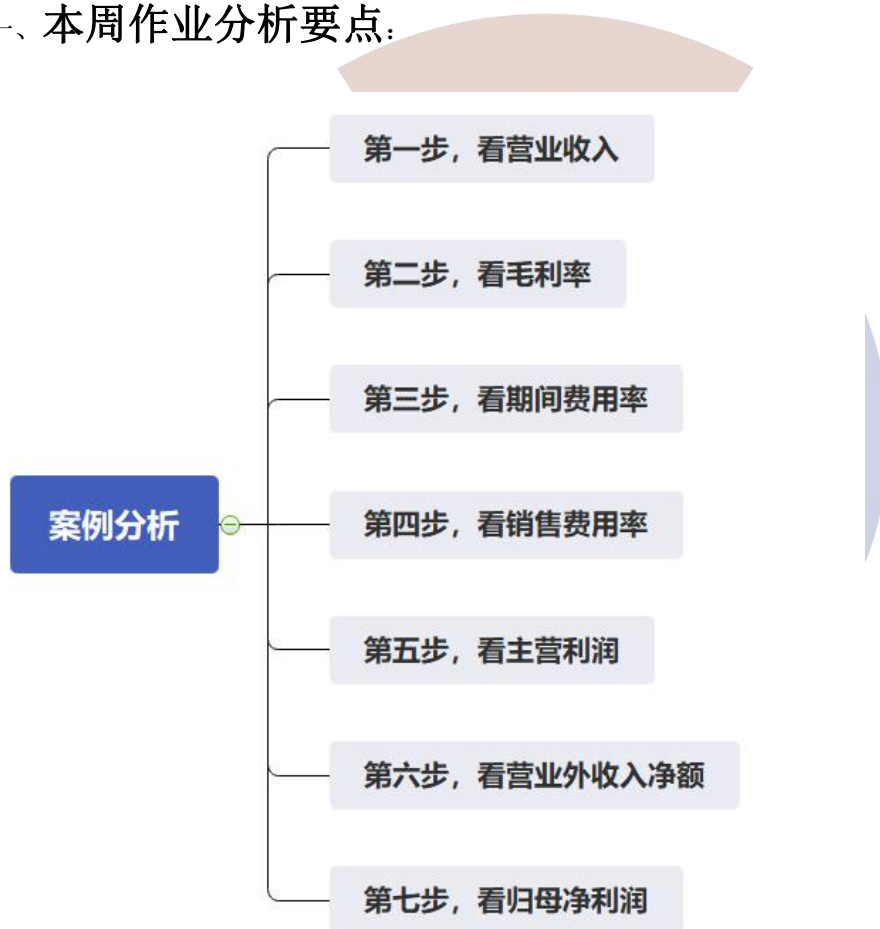 一、本周作业分析要点：
第一步，看营业收入
第二步，看毛利率
第三步，看期间费用率
案例分析
第四步，看销售费用率
第五步，看主营利润
第六步，看营业外收入净额
第七步，看归母净利润